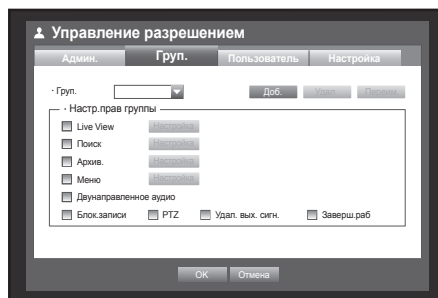 Управление разрешением
Админ. Груп. Пользователь Настройка
· Груп. Доб. Удал. Переим.
· Настр.прав группы
Live View Настройка
Поиск Настройка
Архив. Настройка
Меню Настройка
Двунаправленное аудио
Блок.записи PTZ Удал. вых. сигн. Заверш.раб
OK Отмена